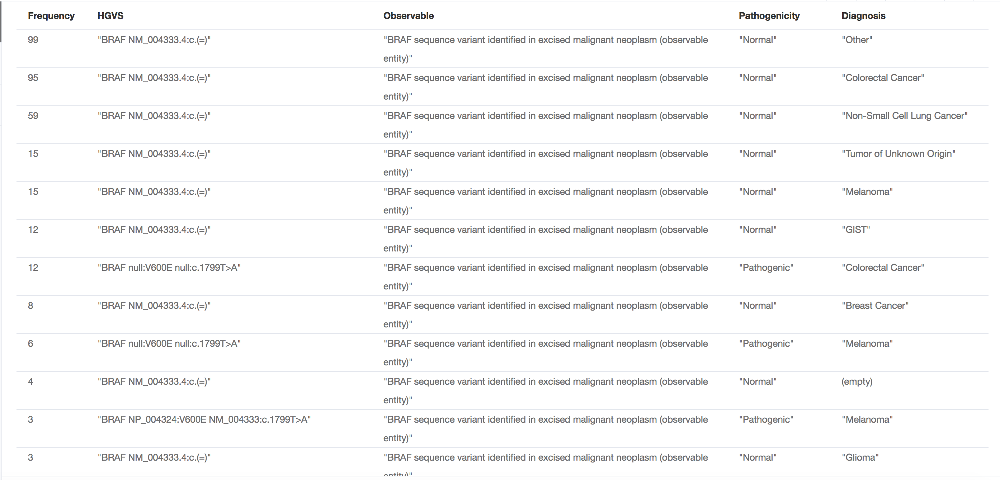 Frequency HGVS Observable Pathogenicity Diagnosis
99 "BRAF NM_004333.4:c.(=)" "BRAF sequence variant identified in excised malignant neoplasm (observable "Normal" "Other"
entity)"
95 "BRAF NM_004333.4:c.(=)" "BRAF sequence variant identified in excised malignant neoplasm (observable "Normal" "Colorectal Cancer"
entity)"
59 "BRAF NM_004333.4:c.(=)" "BRAF sequence variant identified in excised malignant neoplasm (observable "Normal" "Non-Small Cell Lung Cancer"
entity)"
15 "BRAF NM_004333.4:c.(=)" "BRAF sequence variant identified in excised malignant neoplasm (observable "Normal" "Tumor of Unknown Origin"
entity)"
15 "BRAF NM_004333.4:c.(=)" "BRAF sequence variant identified in excised malignant neoplasm (observable "Normal" "Melanoma"
entity)"
12 "BRAF NM_004333.4:c.(=)" "BRAF sequence variant identified in excised malignant neoplasm (observable "Normal" "GIST"
entity)"
12 "BRAF null:V600E null:c.1799T>A" "BRAF sequence variant identified in excised malignant neoplasm (observable "Pathogenic" "Colorectal Cancer"
entity)"
8 "BRAF NM_004333.4:c.(=)" "BRAF sequence variant identified in excised malignant neoplasm (observable "Normal" "Breast Cancer"
entity)"
6 "BRAF null:V600E null:c.1799T>A" "BRAF sequence variant identified in excised malignant neoplasm (observable "Pathogenic" "Melanoma"
entity)"
4 "BRAF NM_004333.4:c.(=)" "BRAF sequence variant identified in excised malignant neoplasm (observable "Normal" (empty)
entity)"
3 "BRAF NP_004324:V600E NM_004333:c.1799T>A" "BRAF sequence variant identified in excised malignant neoplasm (observable "Pathogenic" "Melanoma"
entity)"
3 "BRAF NM_004333.4:c.(=)" "BRAF sequence variant identified in excised malignant neoplasm (observable "Normal" "Glioma"
entity)"